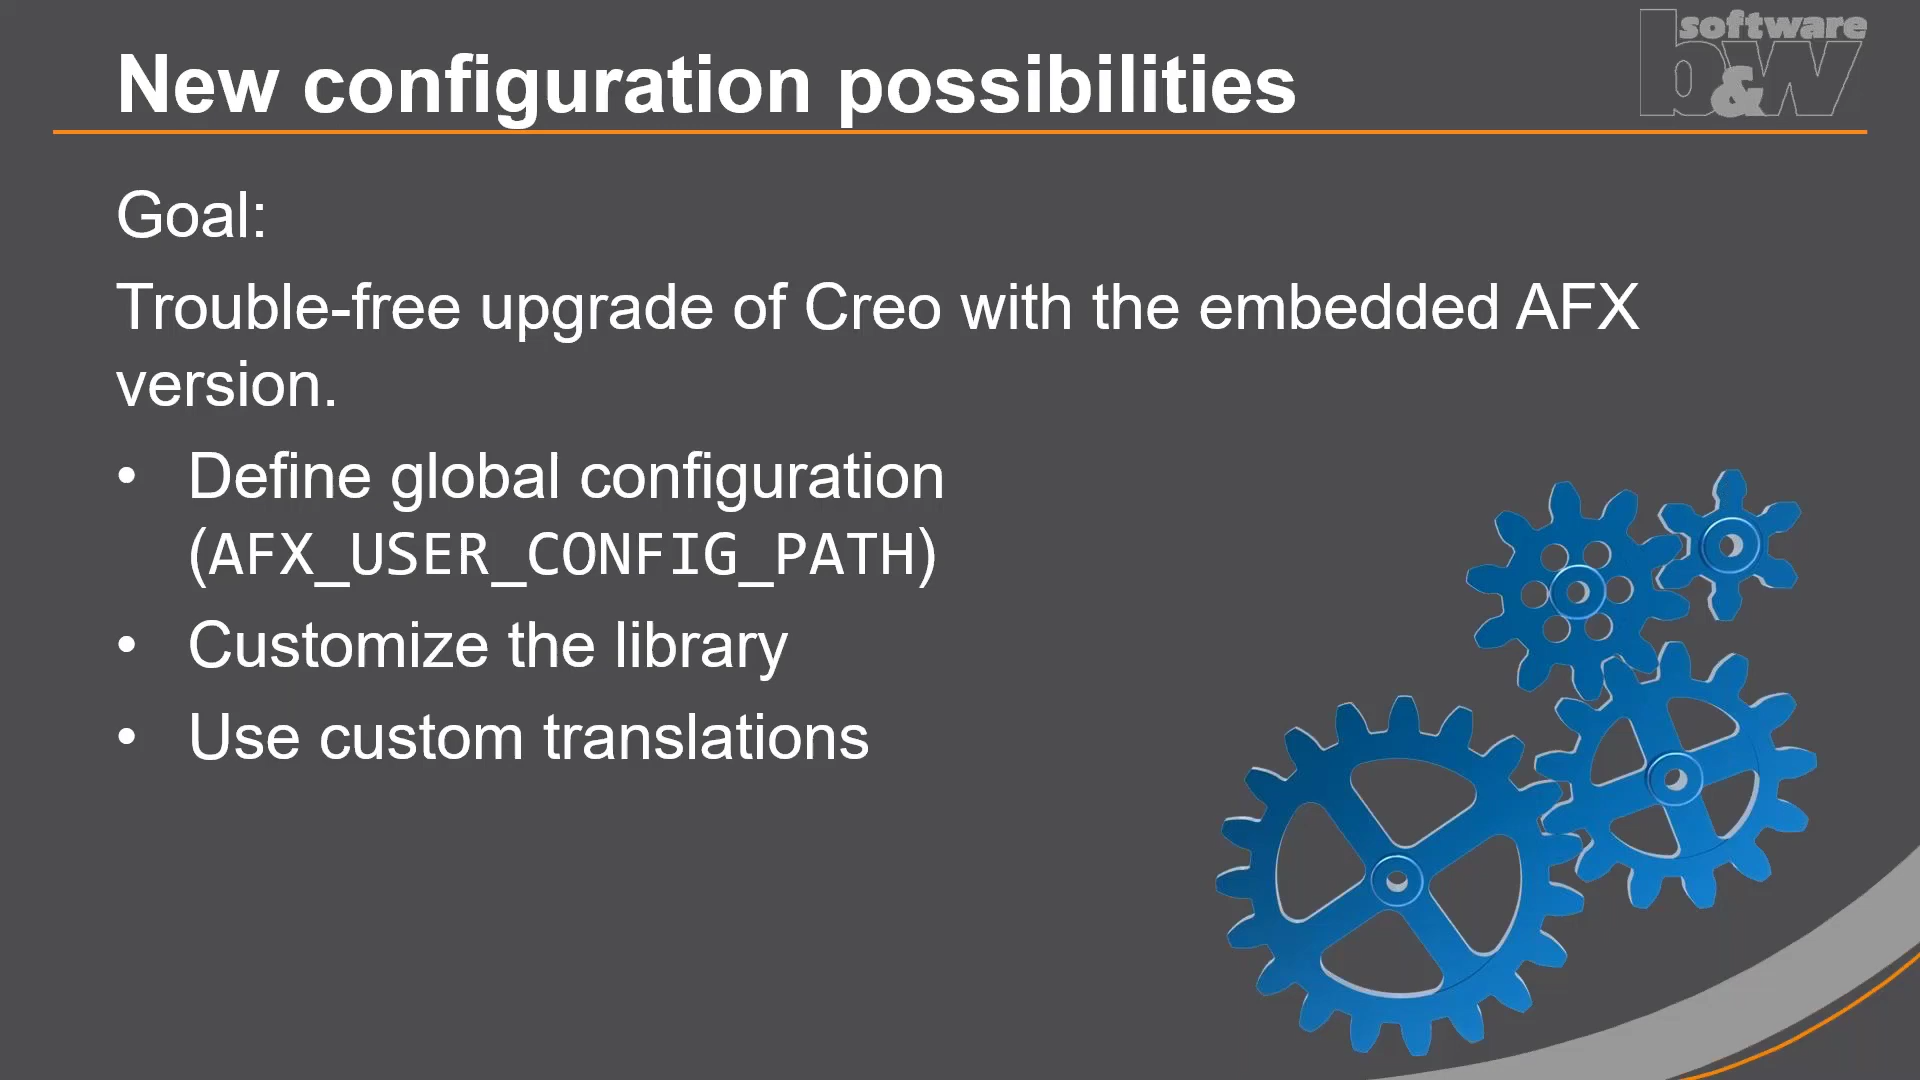 software
b&w
New configuration possibilities
Goal:
Trouble-free upgrade of Creo with the embedded AFX
version.
• Define global configuration
(AFX_USER_CONFIG_PATH)
• Customize the library
• Use custom translations